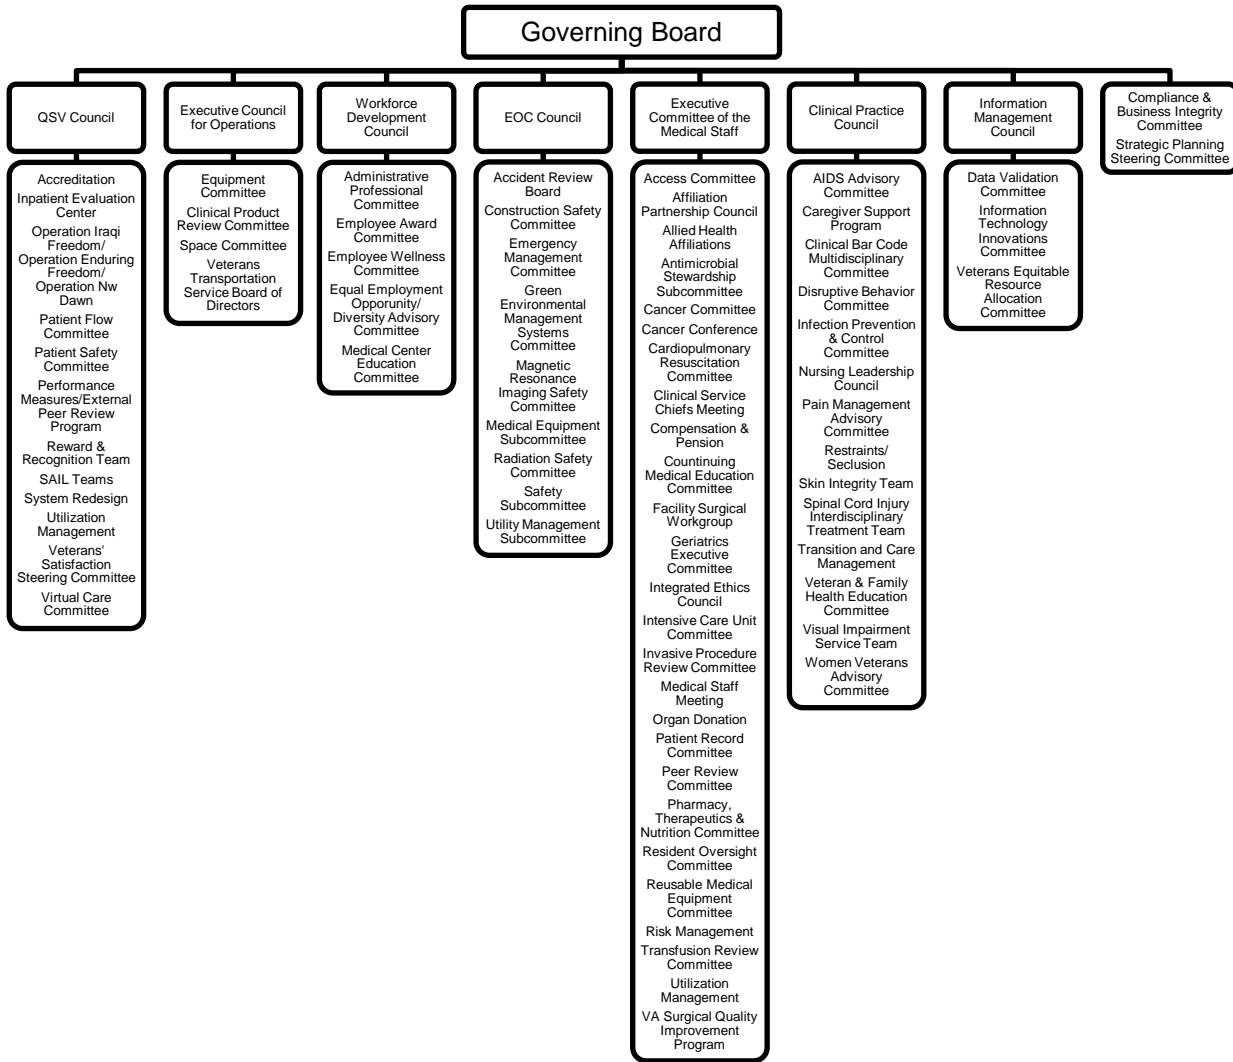 Governing Board
QSV Council
Executive Council
for Operations
Workforce
Development
Council
EOC Council
Executive
Committee of the
Medical Staff
Clinical Practice
Council
Information
Management
Council
Compliance &
Business Integrity
Committee
Strategic Planning
Steering Committee
Accreditation
Inpatient Evaluation
Center
Operation Iraqi
Freedom/
Operation Enduring
Freedom/
Operation Nw
Dawn
Patient Flow
Committee
Patient Safety
Committee
Performance
Measures/External
Peer Review
Program
Reward &
Recognition Team
SAIL Teams
System Redesign
Utilization
Management
Veterans'
Satisfaction
Steering Committee
Virtual Care
Committee
Equipment
Committee
Clinical Product
Review Committee
Space Committee
Veterans
Transportation
Service Board of
Directors
Administrative
Professional
Committee
Employee Award
Committee
Employee Wellness
Committee
Equal Employment
Opporunity/
Diversity Advisory
Committee
Medical Center
Education
Committee
Accident Review
Board
Construction Safety
Committee
Emergency
Management
Committee
Green
Environmental
Management
Systems
Committee
Magnetic
Resonance
Imaging Safety
Committee
Medical Equipment
Subcommittee
Radiation Safety
Committee
Safety
Subcommittee
Utility Management
Subcommittee
Access Committee
Affiliation
Partnership Council
Allied Health
Affiliations
Antimicrobial
Stewardship
Subcommittee
Cancer Committee
Cancer Conference
Cardiopulmonary
Resuscitation
Committee
Clinical Service
Chiefs Meeting
Compensation &
Pension
Countinuing
Medical Education
Committee
Facility Surgical
Workgroup
Geriatrics
Executive
Committee
Integrated Ethics
Council
Intensive Care Unit
Committee
Invasive Procedure
Review Committee
Medical Staff
Meeting
Organ Donation
Patient Record
Committee
Peer Review
Committee
Pharmacy,
Therapeutics &
Nutrition Committee
Resident Oversight
Committee
Reusable Medical
Equipment
Committee
Risk Management
Transfusion Review
Committee
Utilization
Management
VA Surgical Quality
Improvement
Program
AIDS Advisory
Committee
Caregiver Support
Program
Clinical Bar Code
Multidisciplinary
Committee
Disruptive Behavior
Committee
Infection Prevention
& Control
Committee
Nursing Leadership
Council
Pain Management
Advisory
Committee
Restraints/
Seclusion
Skin Integrity Team
Spinal Cord Injury
Interdisciplinary
Treatment Team
Transition and Care
Management
Veteran & Family
Health Education
Committee
Visual Impairment
Service Team
Women Veterans
Advisory
Committee
Data Validation
Committee
Information
Technology
Innovations
Committee
Veterans Equitable
Resource
Allocation
Committee